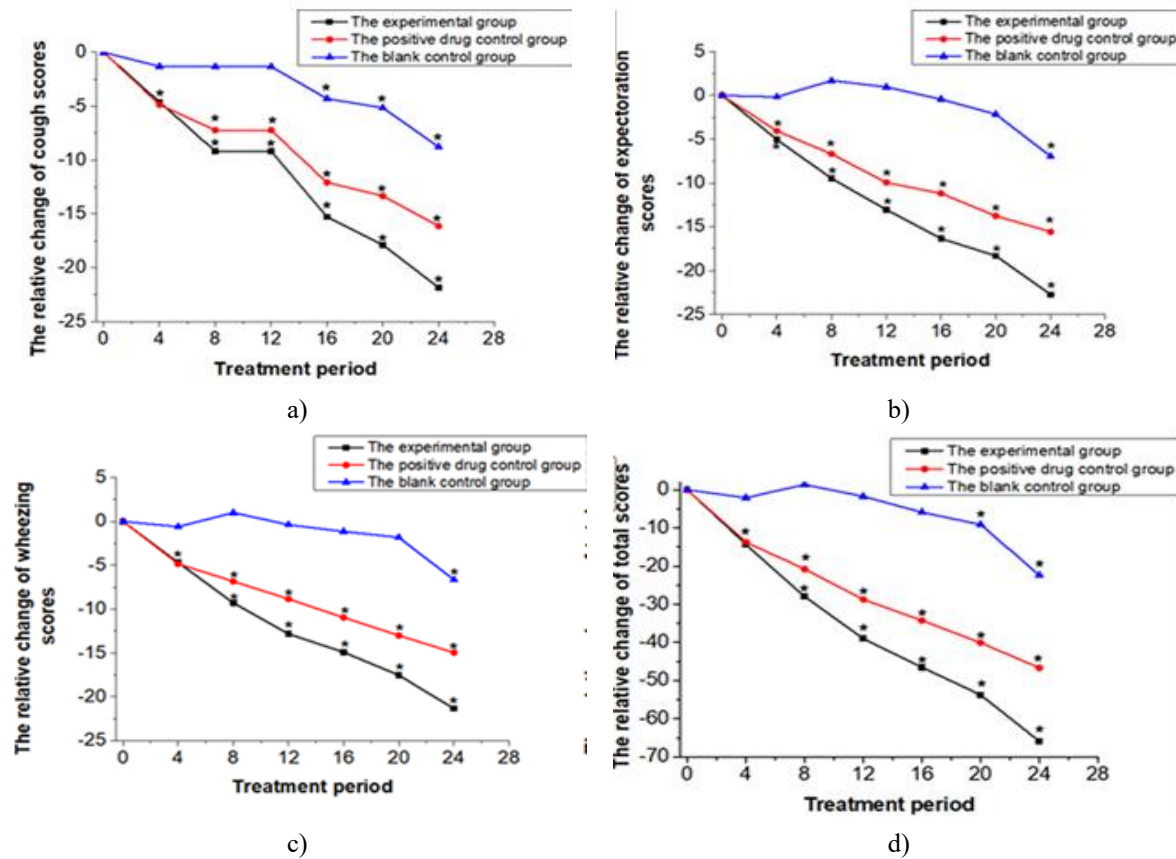 The experimental group
The positive drug control group
The blank control group
The relative change of cough scores
0
-5
-10
-15
-20
-25
0 4 8 12 16 20 24 28
Treatment period
* * * * * * * * * * * * * *
a)
The experimental group
The positive drug control group
The blank control group
The relative change of expectoration
scores
5
0
-5
-10
-15
-20
-25
0 4 8 12 16 20 24 28
Treatment period
b)
The experimental group
The positive drug control group
The blank control group
The relative change of wheezing
scores
5
0
-5
-10
-15
-20
-25
0 4 8 12 16 20 24 28
Treatment period
c)
The experimental group
The positive drug control group
The blank control group
The relative change of total scores
0
-10
-20
-30
-40
-50
-60
-70
0 4 8 12 16 20 24 28
Treatment period
d)